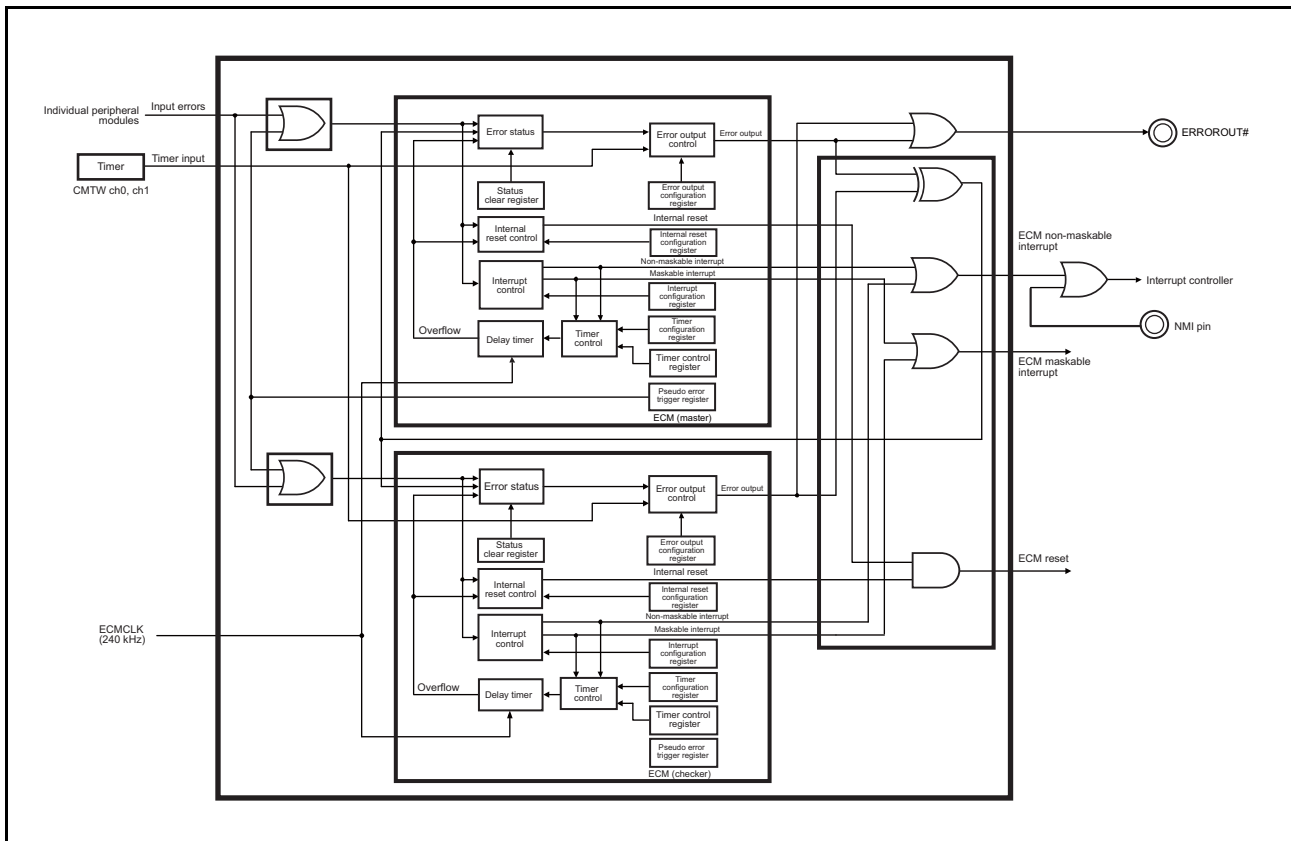 Individual peripheral
modules
Input errors
Timer
Timer input
CMTW ch0, ch1
Error status
Error output
control
Error output
ERROROUT#
Status
clear register
Error output
configuration
register
Internal reset
Internal
reset control
Internal reset
configuration
register
Non-maskable interrupt
Maskable interrupt
Interrupt
control
Interrupt
configuration
register
Overflow
Delay timer
Timer
control
Timer
configuration
register
Timer control
register
Pseudo error
trigger register
ECM (master)
ECM non-maskable
interrupt
Interrupt controller
NMI pin
ECM maskable
interrupt
Error status
Error output
control
Error output
Status
clear register
Error output
configuration
register
Internal reset
Internal
reset control
Internal reset
configuration
register
ECM reset
Non-maskable interrupt
Maskable interrupt
Interrupt
control
Interrupt
configuration
register
ECMCLK
(240 kHz)
Overflow
Delay timer
Timer
control
Timer
configuration
register
Timer control
register
Pseudo error
trigger register
ECM (checker)